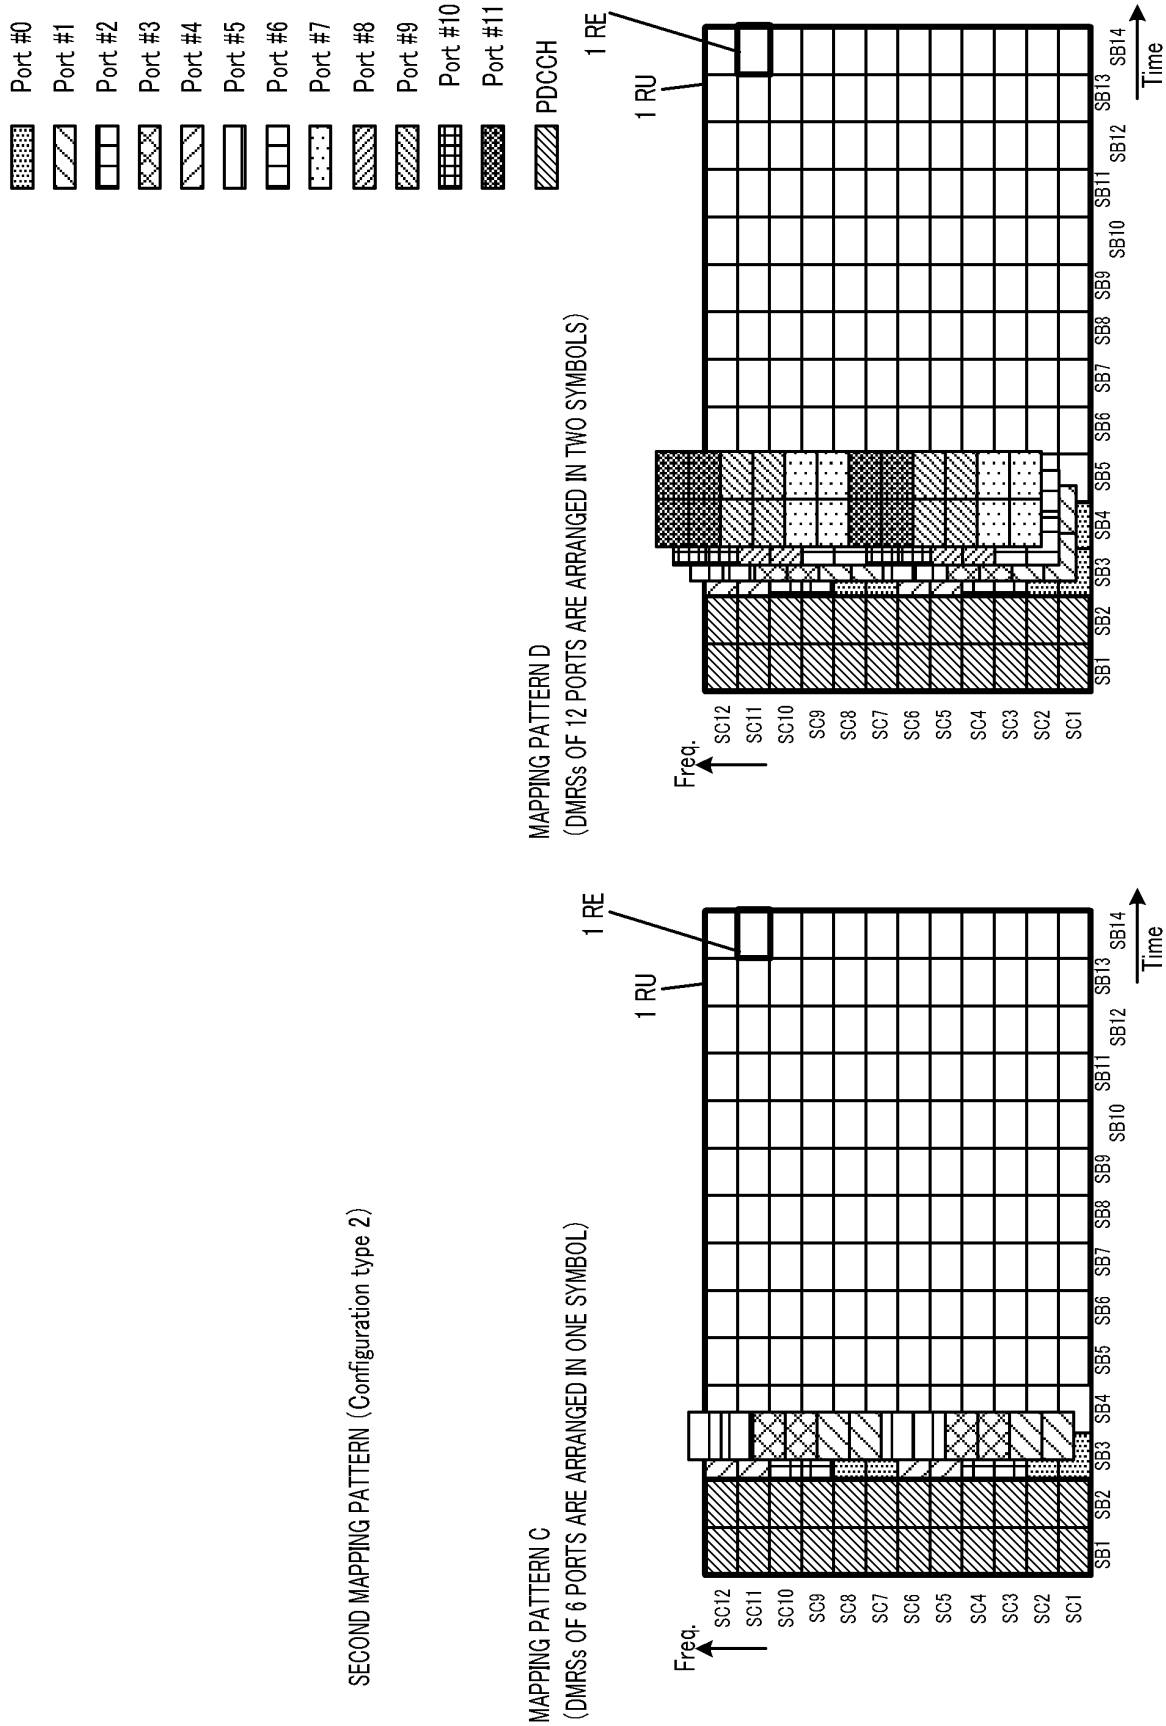 SECOND MAPPING PATTERN (Configuration type 2)
Port #0
Port #1
Port #2
Port #3
Port #4
Port #5
Port #6
Port #7
Port #8
Port #9
Port #10
Port #11
PDCCH
MAPPING PATTERN C
(DMRSs OF 6 PORTS ARE ARRANGED IN ONE SYMBOL)
1 RU
1 RE
Freq.
SC12
SC11
SC10
SC9
SC8
SC7
SC6
SC5
SC4
SC3
SC2
SC1
SB1 SB2 SB3 SB4 SB5 SB6 SB7 SB8 SB9 SB10 SB11 SB12 SB13 SB14
Time
MAPPING PATTERN D
(DMRSs OF 12 PORTS ARE ARRANGED IN TWO SYMBOLS)
1 RU
1 RE
Freq.
SC12
SC11
SC10
SC9
SC8
SC7
SC6
SC5
SC4
SC3
SC2
SC1
SB1 SB2 SB3 SB4 SB5 SB6 SB7 SB8 SB9 SB10 SB11 SB12 SB13 SB14
Time